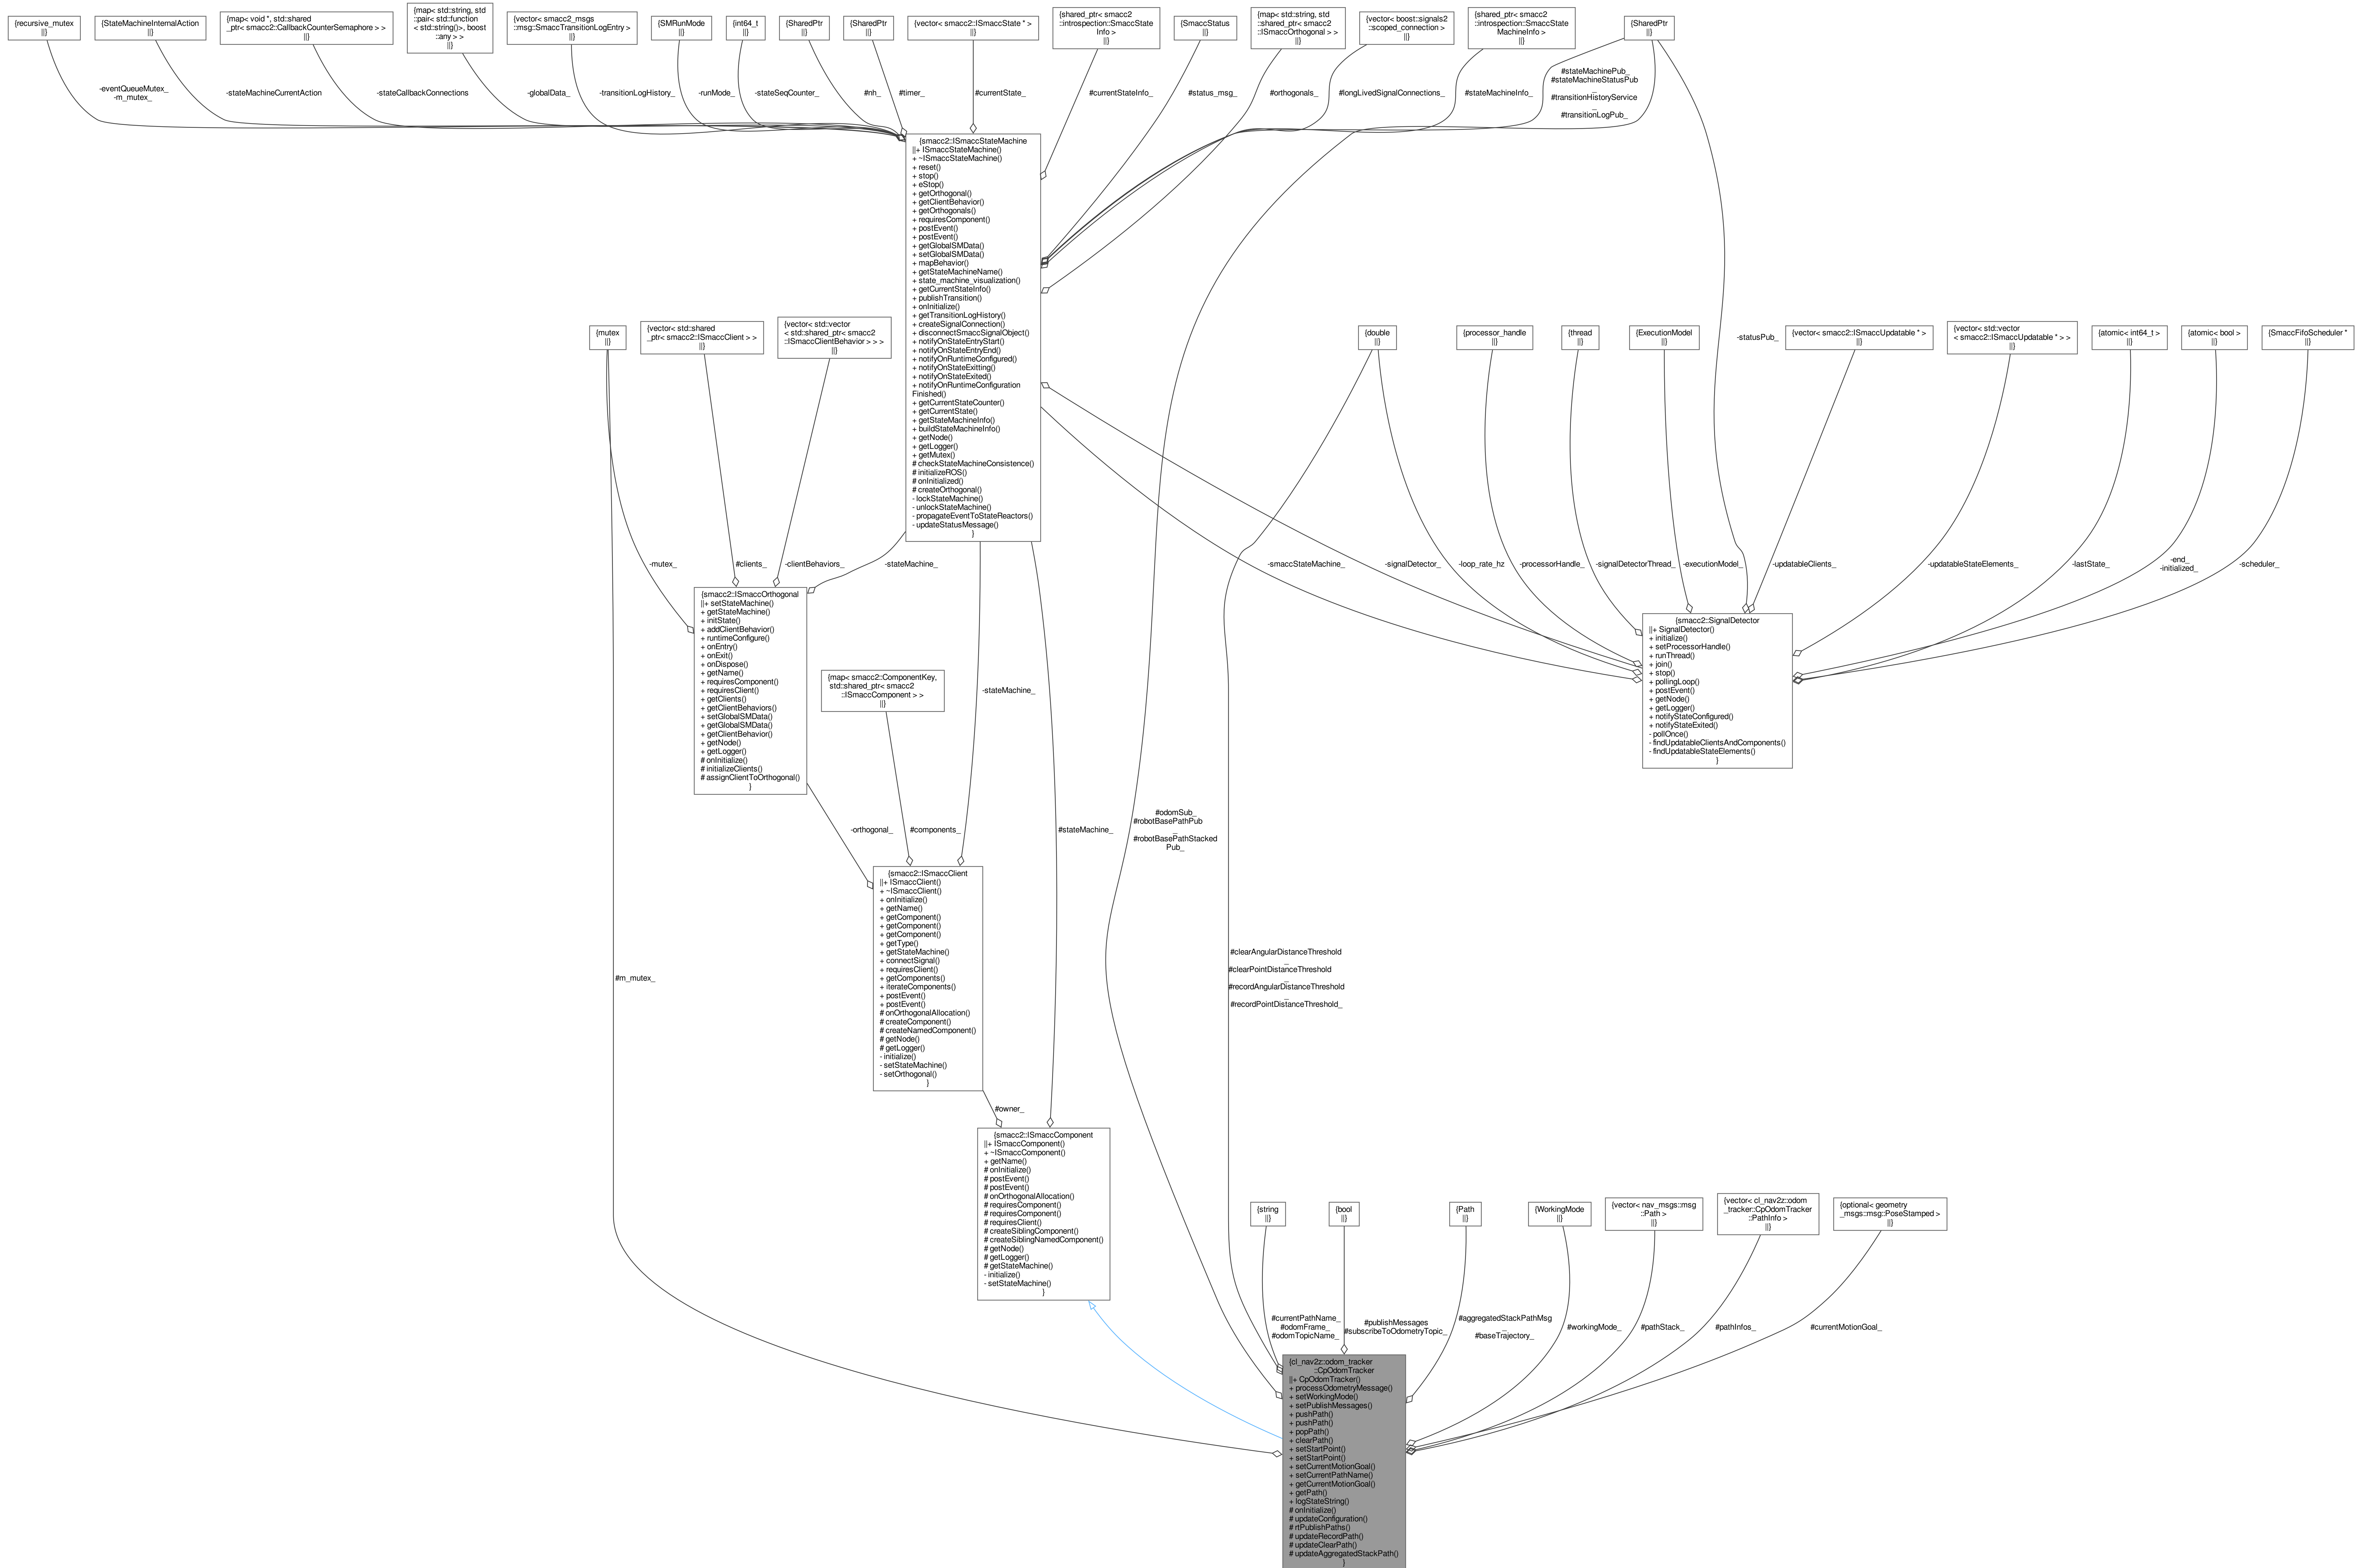 {recursive_mutex
||}
{StateMachineInternalAction
||}
{map< void *, std::shared
_ptr< smacc2::CallbackCounterSemaphore > >
||}
{map< std::string, std
::pair< std::function
< std::string()>, boost
::any > >
||}
{vector< smacc2_msgs
::msg::SmaccTransitionLogEntry >
||}
{SMRunMode
||}
{int64_t
||}
{SharedPtr
||}
{SharedPtr
||}
{vector< smacc2::ISmaccState * >
||}
{shared_ptr< smacc2
::introspection::SmaccState
Info >
||}
{SmaccStatus
||}
{map< std::string, std
::shared_ptr< smacc2
::ISmaccOrthogonal > >
||}
{vector< boost::signals2
::scoped_connection >
||}
{shared_ptr< smacc2
::introspection::SmaccState
MachineInfo >
||}
{SharedPtr
||}
-eventQueueMutex_
-m_mutex_
-stateMachineCurrentAction
-stateCallbackConnections
-globalData_
-transitionLogHistory_
-runMode_
-stateSeqCounter_
#nh_
#timer_
#currentState_
#currentStateInfo_
#status_msg_
#orthogonals_
#longLivedSignalConnections_
#stateMachineInfo_
#stateMachinePub_
#stateMachineStatusPub
_
#transitionHistoryService
_
#transitionLogPub_
{smacc2::ISmaccStateMachine
||+ ISmaccStateMachine()
+ ~ISmaccStateMachine()
+ reset()
+ stop()
+ eStop()
+ getOrthogonal()
+ getClientBehavior()
+ getOrthogonals()
+ requiresComponent()
+ postEvent()
+ postEvent()
+ getGlobalSMData()
+ setGlobalSMData()
+ mapBehavior()
+ getStateMachineName()
+ state_machine_visualization()
+ getCurrentStateInfo()
+ publishTransition()
+ onInitialize()
+ getTransitionLogHistory()
+ createSignalConnection()
+ disconnectSmaccSignalObject()
+ notifyOnStateEntryStart()
+ notifyOnStateEntryEnd()
+ notifyOnRuntimeConfigured()
+ notifyOnStateExitting()
+ notifyOnStateExited()
+ notifyOnRuntimeConfiguration
Finished()
+ getCurrentStateCounter()
+ getCurrentState()
+ getStateMachineInfo()
+ buildStateMachineInfo()
+ getNode()
+ getLogger()
+ getMutex()
# checkStateMachineConsistence()
# initializeROS()
# onInitialized()
# createOrthogonal()
- lockStateMachine()
- unlockStateMachine()
- propagateEventToStateReactors()
- updateStatusMessage()
}
{mutex
||}
{vector< std::shared
_ptr< smacc2::ISmaccClient > >
||}
{vector< std::vector
< std::shared_ptr< smacc2
::ISmaccClientBehavior > > >
||}
{double
||}
{processor_handle
||}
{thread
||}
{ExecutionModel
||}
-statusPub_
{vector< smacc2::ISmaccUpdatable * >
||}
{vector< std::vector
< smacc2::ISmaccUpdatable * > >
||}
{atomic< int64_t >
||}
{atomic< bool >
||}
{SmaccFifoScheduler *
||}
-mutex_
#clients_
-clientBehaviors_
-stateMachine_
-smaccStateMachine_
-signalDetector_
-loop_rate_hz
-processorHandle_
-signalDetectorThread_
-executionModel_
-updatableClients_
-updatableStateElements_
-lastState_
-end_
-initialized_
-scheduler_
{smacc2::ISmaccOrthogonal
||+ setStateMachine()
+ getStateMachine()
+ initState()
+ addClientBehavior()
+ runtimeConfigure()
+ onEntry()
+ onExit()
+ onDispose()
+ getName()
+ requiresComponent()
+ requiresClient()
+ getClients()
+ getClientBehaviors()
+ setGlobalSMData()
+ getGlobalSMData()
+ getClientBehavior()
+ getNode()
+ getLogger()
# onInitialize()
# initializeClients()
# assignClientToOrthogonal()
}
{smacc2::SignalDetector
||+ SignalDetector()
+ initialize()
+ setProcessorHandle()
+ runThread()
+ join()
+ stop()
+ pollingLoop()
+ postEvent()
+ getNode()
+ getLogger()
+ notifyStateConfigured()
+ notifyStateExited()
- pollOnce()
- findUpdatableClientsAndComponents()
- findUpdatableStateElements()
}
{map< smacc2::ComponentKey,
std::shared_ptr< smacc2
::ISmaccComponent > >
||}
-stateMachine_
-orthogonal_
#components_
#stateMachine_
#odomSub_
#robotBasePathPub
_
#robotBasePathStacked
Pub_
{smacc2::ISmaccClient
||+ ISmaccClient()
+ ~ISmaccClient()
+ onInitialize()
+ getName()
+ getComponent()
+ getComponent()
+ getComponent()
+ getType()
+ getStateMachine()
+ connectSignal()
+ requiresClient()
+ getComponents()
+ iterateComponents()
+ postEvent()
+ postEvent()
# onOrthogonalAllocation()
# createComponent()
# createNamedComponent()
# getNode()
# getLogger()
- initialize()
- setStateMachine()
- setOrthogonal()
}
#m_mutex_
#clearAngularDistanceThreshold
_
#clearPointDistanceThreshold
_
#recordAngularDistanceThreshold
_
#recordPointDistanceThreshold_
#owner_
{smacc2::ISmaccComponent
||+ ISmaccComponent()
+ ~ISmaccComponent()
+ getName()
# onInitialize()
# postEvent()
# postEvent()
# onOrthogonalAllocation()
# requiresComponent()
# requiresComponent()
# requiresClient()
# createSiblingComponent()
# createSiblingNamedComponent()
# getNode()
# getLogger()
# getStateMachine()
- initialize()
- setStateMachine()
}
{string
||}
{bool
||}
{Path
||}
{WorkingMode
||}
{vector< nav_msgs::msg
::Path >
||}
{vector< cl_nav2z::odom
_tracker::CpOdomTracker
::PathInfo >
||}
{optional< geometry
_msgs::msg::PoseStamped >
||}
#currentPathName_
#odomFrame_
#odomTopicName_
#publishMessages
#subscribeToOdometryTopic_
#aggregatedStackPathMsg
_
#baseTrajectory_
#workingMode_
#pathStack_
#pathInfos_
#currentMotionGoal_
{cl_nav2z::odom_tracker
::CpOdomTracker
||+ CpOdomTracker()
+ processOdometryMessage()
+ setWorkingMode()
+ setPublishMessages()
+ pushPath()
+ pushPath()
+ popPath()
+ clearPath()
+ setStartPoint()
+ setStartPoint()
+ setCurrentMotionGoal()
+ setCurrentPathName()
+ getCurrentMotionGoal()
+ getPath()
+ logStateString()
# onInitialize()
# updateConfiguration()
# rtPublishPaths()
# updateRecordPath()
# updateClearPath()
# updateAggregatedStackPath()
}